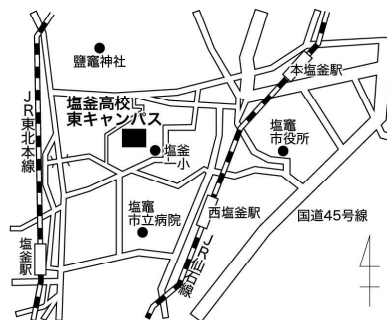 鹽竈神社
本塩釜駅
塩釜高校
東キャンパス
JR東北本線
塩釜
一小
塩竈
市役所
塩竈
市立病院
西塩釜駅
国道45号線
塩釜駅
JR仙石線